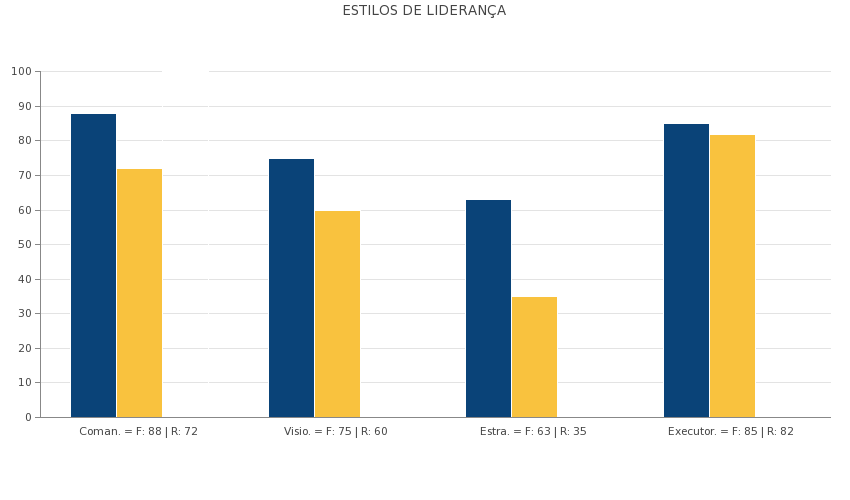 ESTILOS DE LIDERANÇA
100
90
80
70
60
50
40
30
20
10
0
Coman. = F: 88 | R: 72
Visio. = F: 75 | R: 60
Estra. = F: 63 | R: 35
Executor. = F: 85 | R: 82